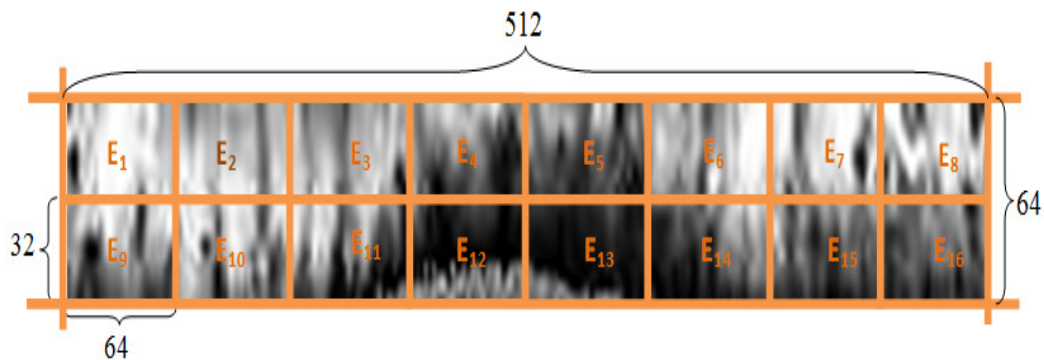 512
E₁ E₂ E₃ E₄ E₅ E₆ E₇ E₈
64
32
E₉ E₁₀ E₁₁ E₁₂ E₁₃ E₁₄ E₁₅ E₁₆
64